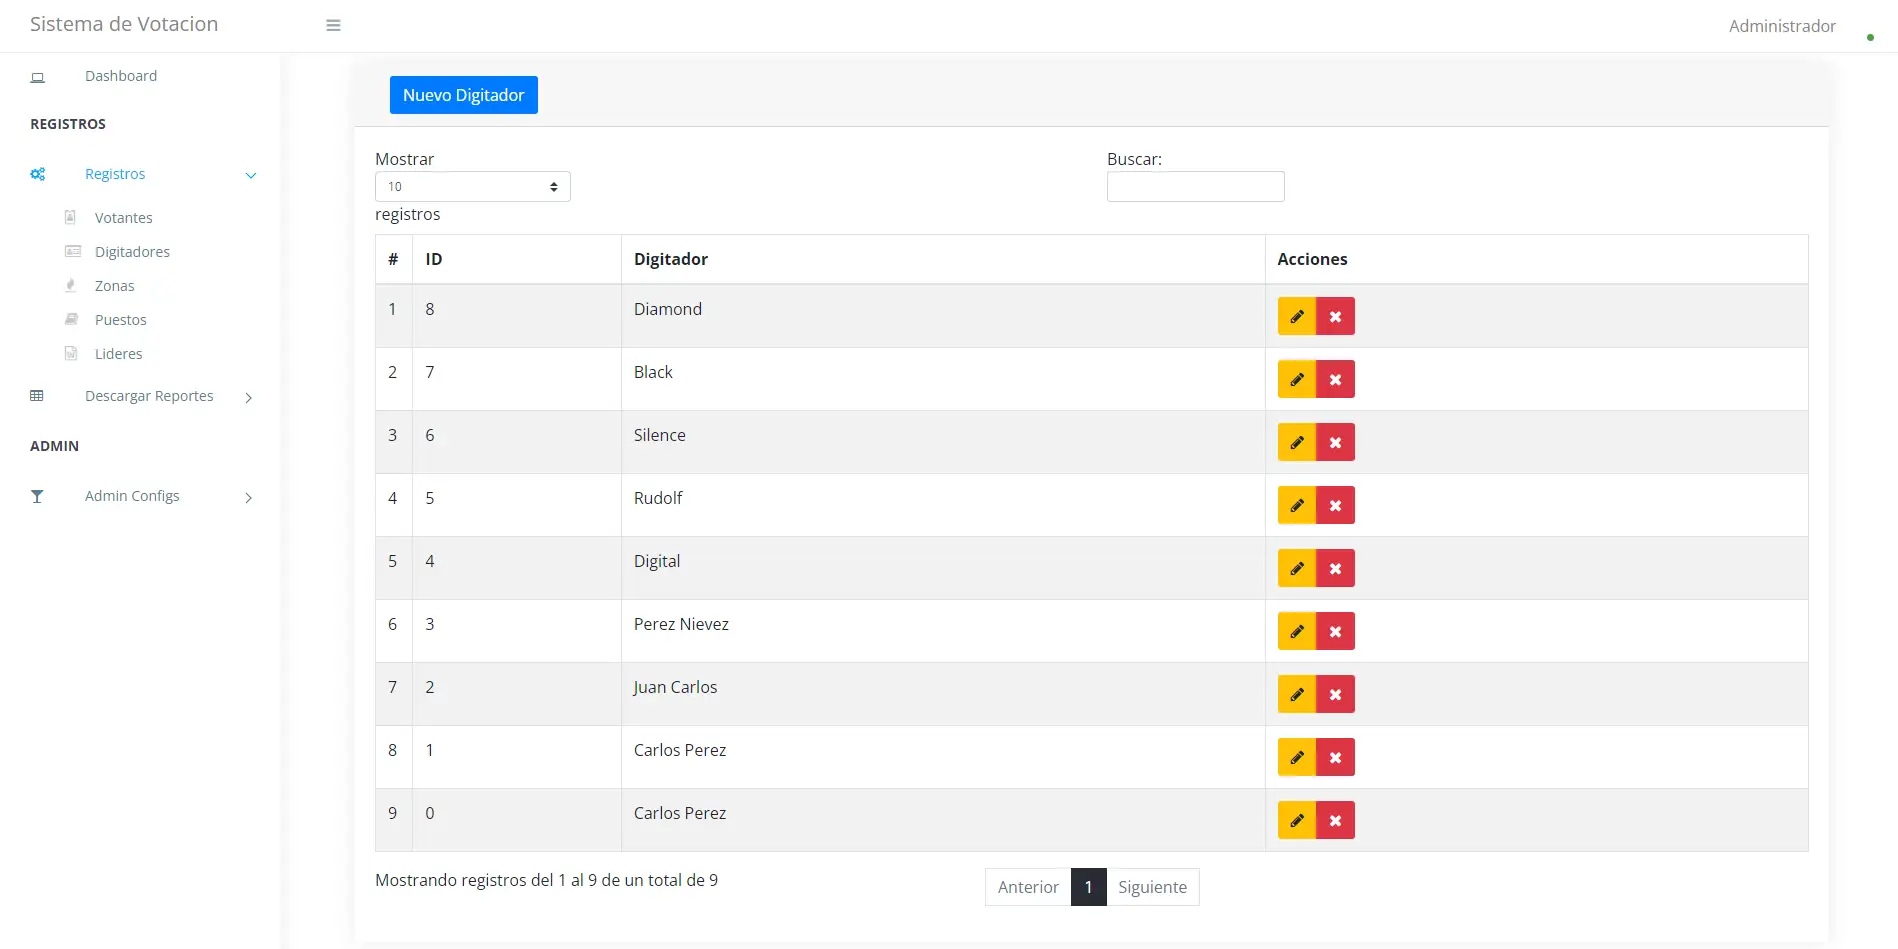 Sistema de Votacion
Administrador
Dashboard
REGISTROS
Registros
Votantes
Digitadores
Zonas
Puestos
Lideres
Descargar Reportes
ADMIN
Admin Configs
Nuevo Digitador
Mostrar
10
registros
Buscar:
# ID Digitador Acciones
1 8 Diamond
2 7 Black
3 6 Silence
4 5 Rudolf
5 4 Digital
6 3 Perez Nievez
7 2 Juan Carlos
8 1 Carlos Perez
9 0 Carlos Perez
Mostrando registros del 1 al 9 de un total de 9
Anterior 1 Siguiente